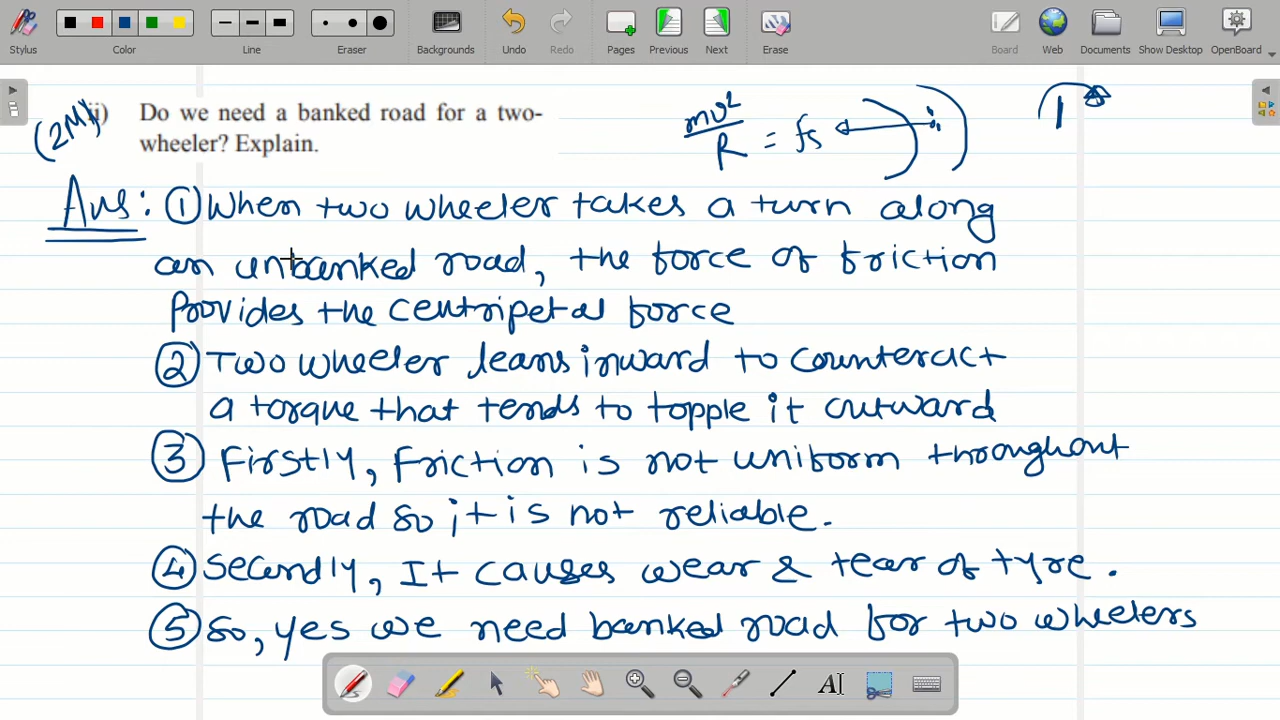 Stylus Color Line Eraser Backgrounds Undo Redo Pages Previous Next Erase Board Web Documents Show Desktop OpenBoard
(2M) ii) Do we need a banked road for a two-
wheeler? Explain.
mv²/R = fs
Ans: ① When two wheeler takes a turn along
an unbanked road, the force of friction
Provides the centripetal force
② Two wheeler leans inward to counteract
a torque that tends to topple it outward
③ Firstly, Friction is not uniform throughout
the road so it is not reliable.
④ Secondly, It causes wear & tear of tyre.
⑤ So, yes we need banked road for two wheelers